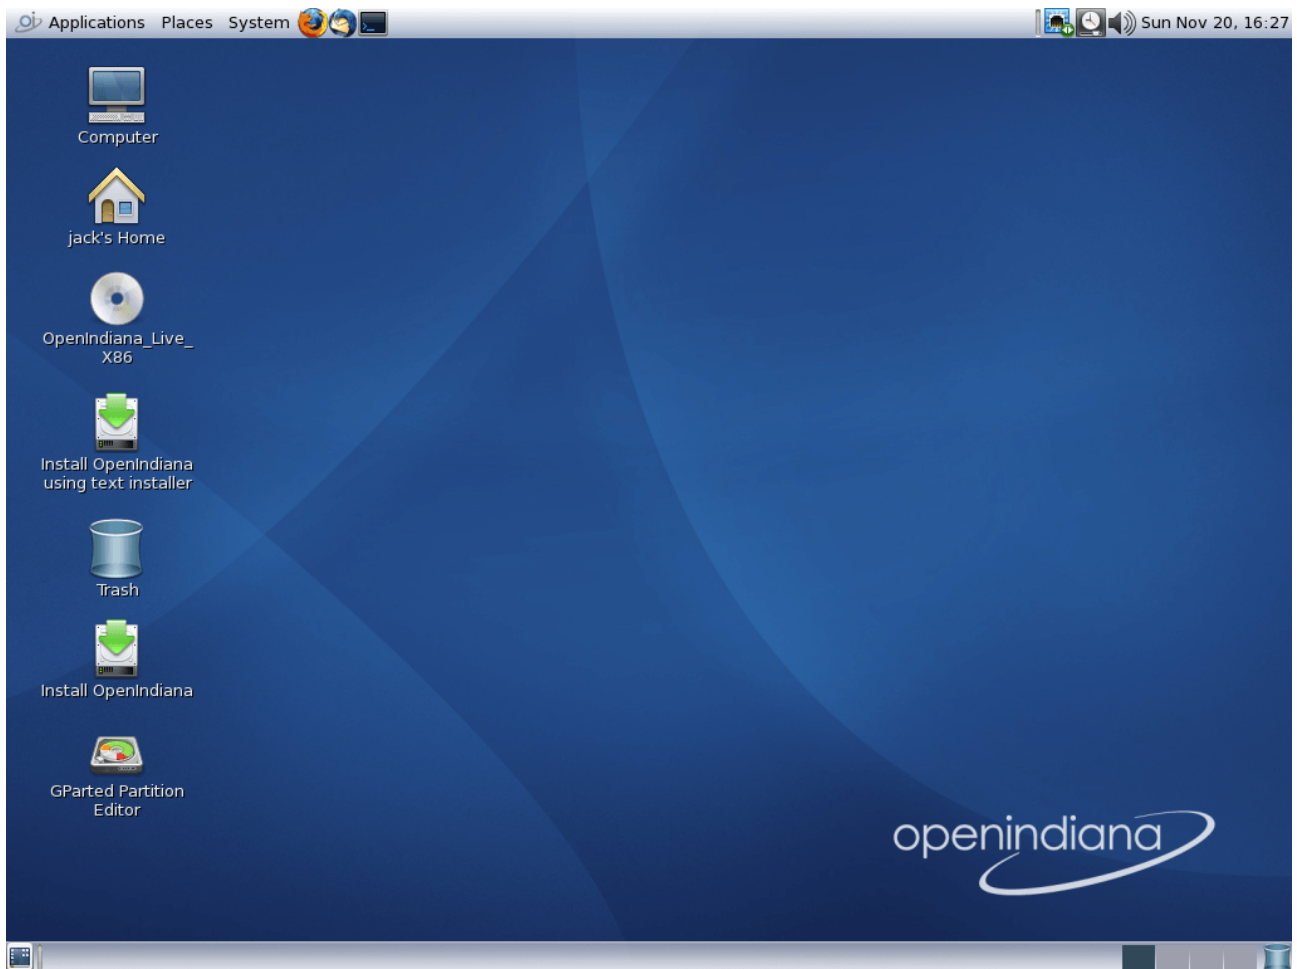 Applications Places System Sun Nov 20, 16:27
Computer
jack's Home
OpenIndiana_Live_
X86
Install OpenIndiana
using text installer
Trash
Install OpenIndiana
GParted Partition
Editor
openindiana